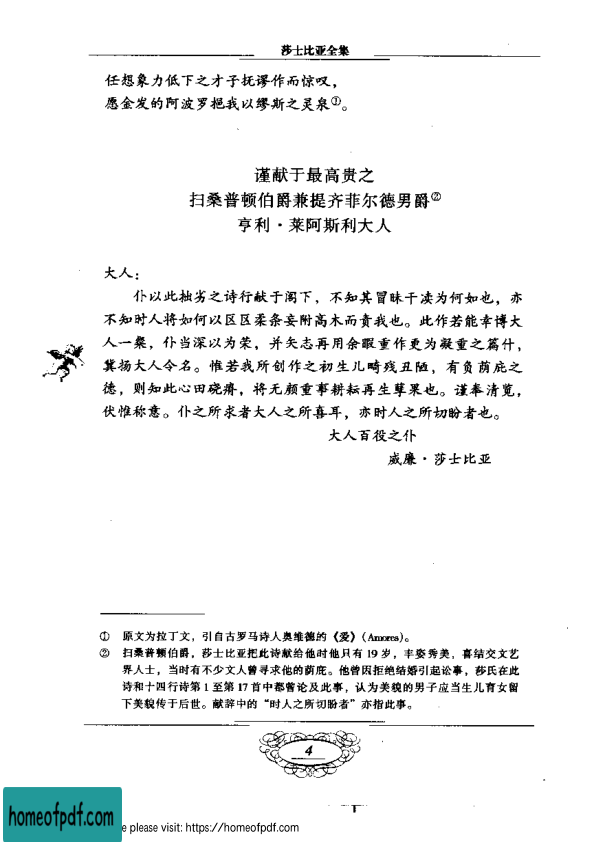 莎士比亚全集
任想象力低下之才子抚谬作而惊叹，
愿金发的阿波罗挹我以缪斯之灵泉①。
谨献于最高贵之
扫桑普顿伯爵兼提齐菲尔德男爵②
亨利·莱阿斯利大人
大人：
仆以此拙劣之诗行献于阁下，不知其冒昧干渎为何如也，亦
不知时人将如何以区区柔条妄附高木而责我也。此作若能幸博大
人一粲，仆当深以为荣，并矢志再用余暇重作更为凝重之篇什，
冀扬大人令名。惟若我所创作之初生儿畸残丑陋，有负荫庇之
德，则知此心田硗瘠，将无颜重事耕耘再生孽果也。谨奉清览，
伏惟称意。仆之所求者大人之所喜耳，亦时人之所切盼者也。
大人百役之仆
威廉·莎士比亚
① 原文为拉丁文，引自古罗马诗人奥维德的《爱》(Amores)。
② 扫桑普顿伯爵，莎士比亚把此诗献给他时他只有 19 岁，丰姿秀美，喜结交文艺
界人士，当时有不少文人曾寻求他的荫庇。他曾因拒绝结婚引起讼事，莎氏在此
诗和十四行诗第 1 至第 17 首中都曾论及此事，认为美貌的男子应当生儿育女留
下美貌传于后世。献辞中的“时人之所切盼者”亦指此事。
4
homeofpdf.com
e please visit: https://homeofpdf.com